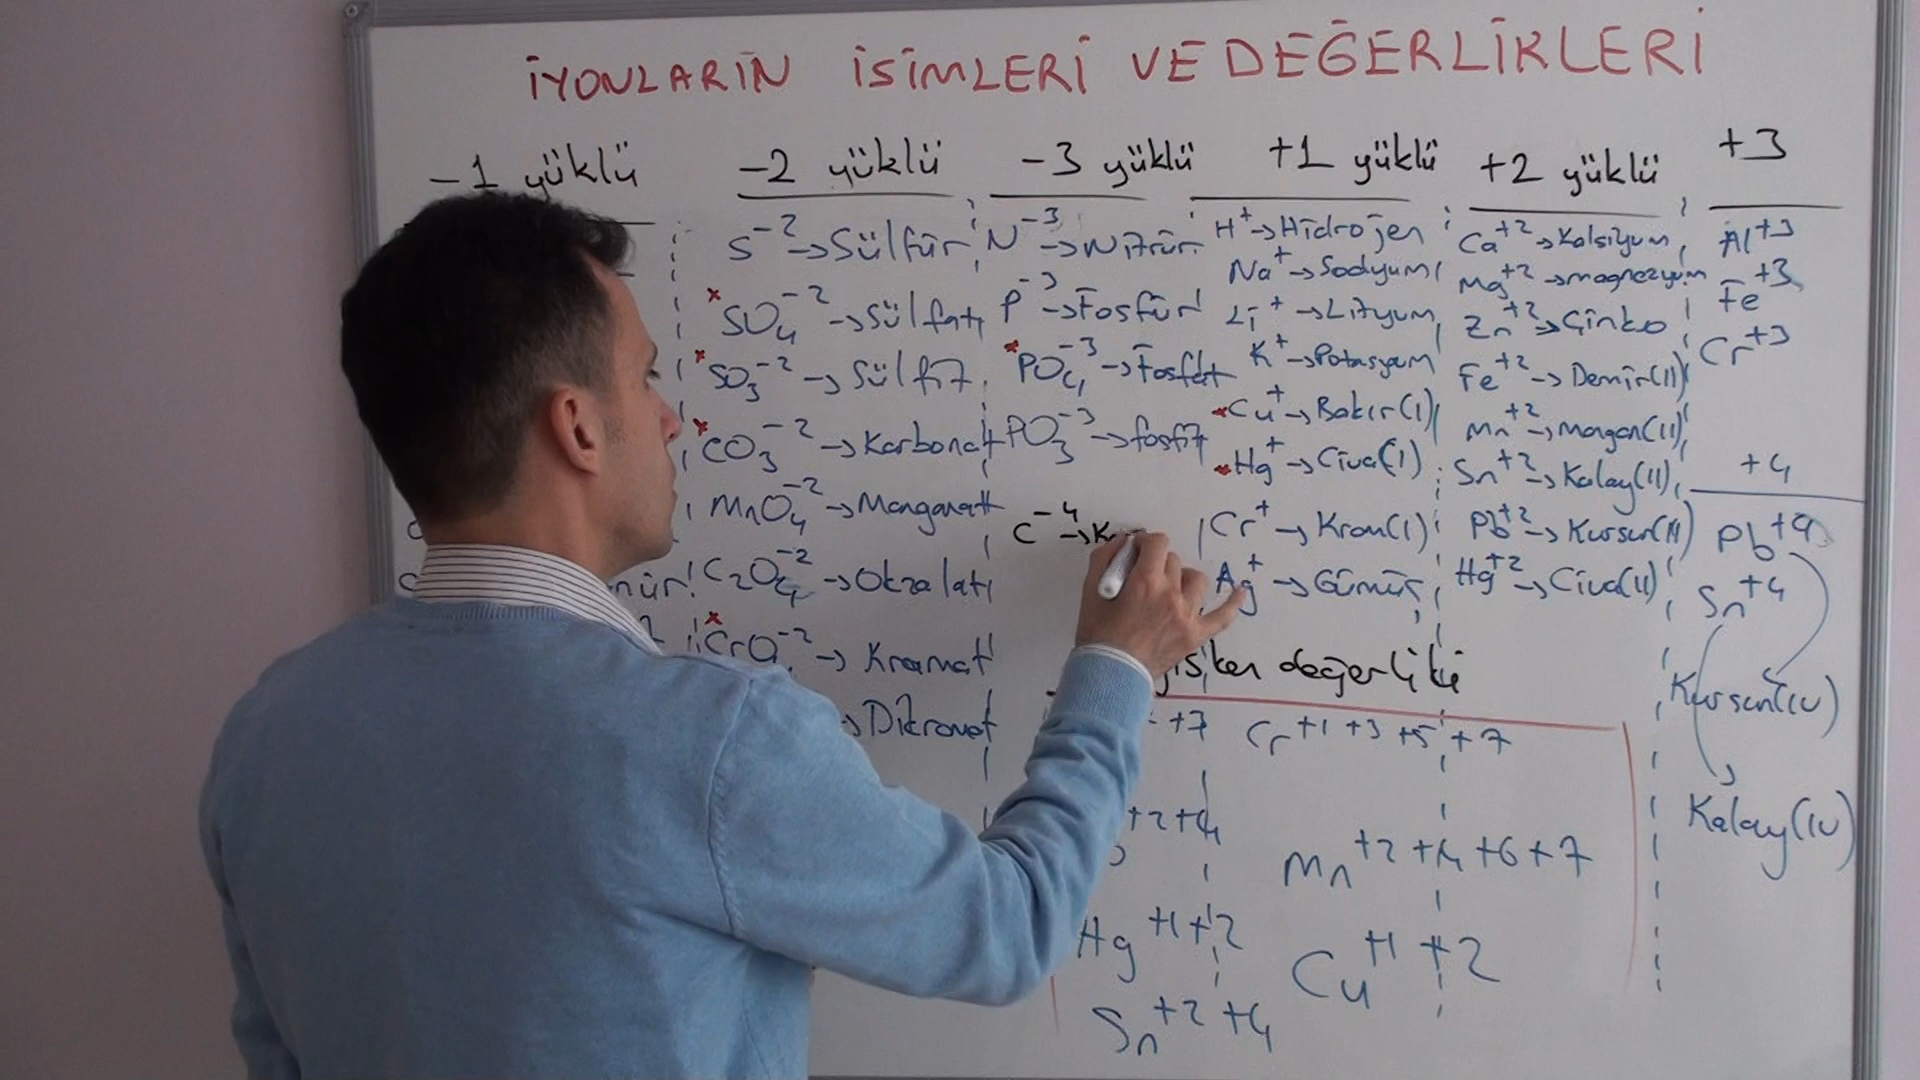 İYONLARIN İSİMLERİ VE DEĞERLİKLERİ
-1 yüklü
-2 yüklü
S⁻² → Sülfür
SO₄⁻² → Sülfat
SO₃⁻² → Sülfit
CO₃⁻² → Karbonat
MnO₄⁻² → Manganat
C₂O₄⁻² → Okzalat
CrO₄⁻² → Kromat
→ Dikromat
-3 yüklü
N⁻³ → Nitrür
P⁻³ → Fosfür
PO₄⁻³ → Fosfat
PO₃⁻³ → fosfit
C⁻⁴ → K
+1 yüklü
H⁺ → Hidrojen
Na⁺ → Sodyum
Li⁺ → Lityum
K⁺ → Potasyum
Cu⁺ → Bakır(I)
Hg⁺ → Civa(I)
Cr⁺ → Krom(I)
Ag⁺ → Gümüş
+2 yüklü
Ca⁺² → Kalsiyum
Mg⁺² → magnezyum
Zn⁺² → Çinko
Fe⁺² → Demir(II)
Mn⁺² → Mangan(II)
Sn⁺² → Kalay(II)
Pb⁺² → Kurşun(II)
Hg⁺² → Civa(II)
+3
Al⁺³
Fe⁺³
Cr⁺³
+4
Pb⁺⁴
Sn⁺⁴
Kurşun(IV)
Kalay(IV)
değerlikli
+7
Cr +1 +3 +5 +7
+2 +4
Mn +2 +4 +6 +7
Hg +1 +2
Cu +1 +2
Sn +2 +4